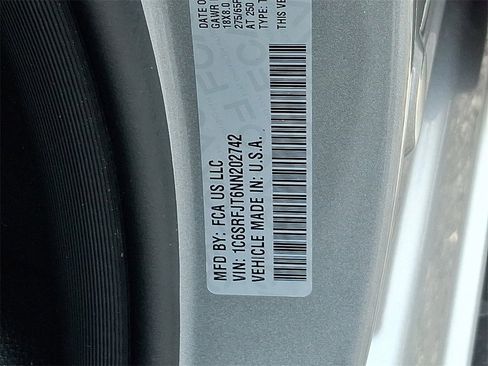 MFD BY: FCA US LLC
VIN: 1C6SRFJT6NN202742
VEHICLE MADE IN: U.S.A.
DATE O
GAWR
18X8.0
275/65R
AT 250
TYPE: T
THIS VE